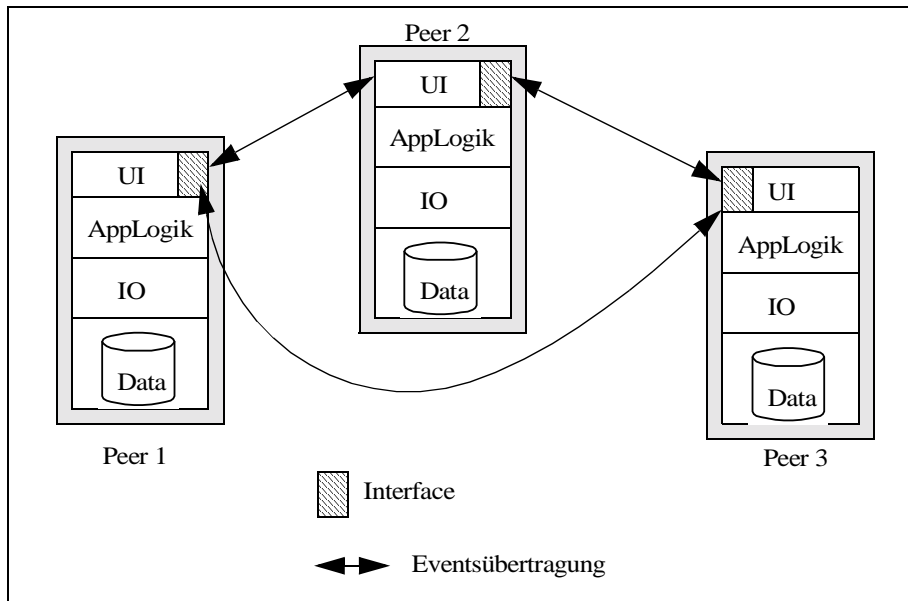 Peer 2
UI
AppLogik
IO
Data
UI
AppLogik
IO
Data
Peer 1
UI
AppLogik
IO
Data
Peer 3
Interface
Eventsübertragung